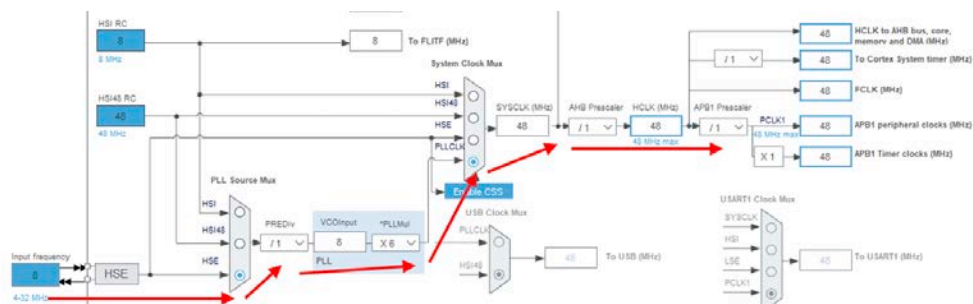 HSI RC
8
8 MHz
8
To FLITF (MHz)
HSI48 RC
48
48 MHz
System Clock Mux
HSI
HSI48
HSE
PLLCLK
Enable CSS
SYSCLK (MHz)
48
AHB Prescaler
/ 1
HCLK (MHz)
48
48 MHz max
APB1 Prescaler
/ 1
48
HCLK to AHB bus, core,
memory and DMA (MHz)
/ 1
48
To Cortex System timer (MHz)
48
FCLK (MHz)
PCLK1
48 MHz max
48
APB1 peripheral clocks (MHz)
X 1
48
APB1 Timer clocks (MHz)
PLL Source Mux
HSI
HSI48
HSE
PREDiv
/ 1
VCOInput
8
*PLLMul
X 6
PLL
Input frequency
8
4-32 MHz
HSE
USB Clock Mux
PLLCLK
HSI48
48
To USB (MHz)
USART1 Clock Mux
SYSCLK
HSI
LSE
PCLK1
48
To USART1 (MHz)